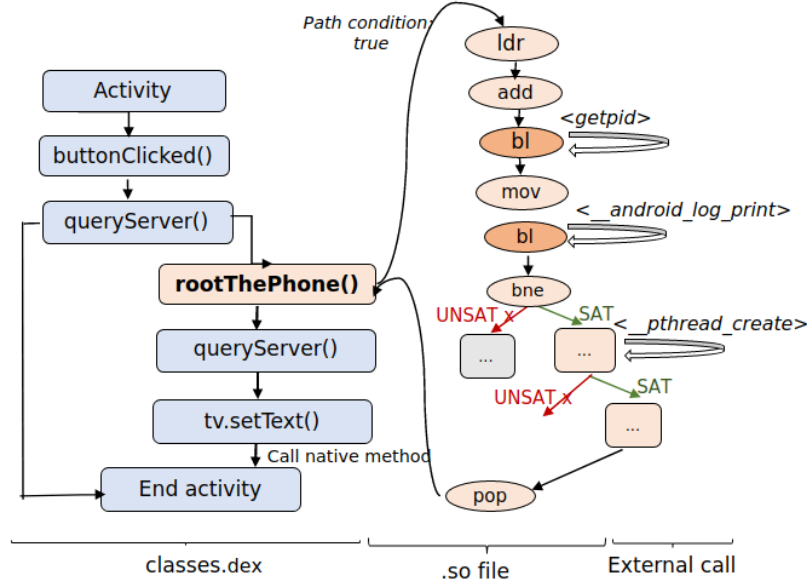 Path condition:
true
Activity
buttonClicked()
queryServer()
rootThePhone()
queryServer()
tv.setText()
Call native method
End activity
ldr
add
<getpid>
bl
mov
<__android_log_print>
bl
bne
UNSAT x
SAT
<__pthread_create>
...
...
UNSAT x
SAT
...
pop
classes.dex
.so file
External call